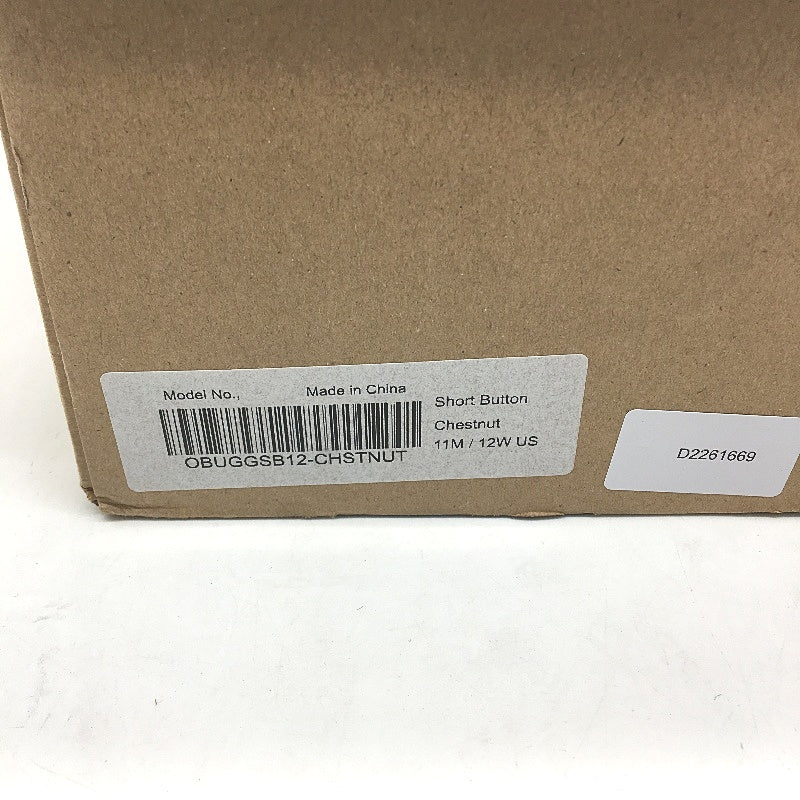 Model No., Made in China
OBUGGSB12-CHSTNUT
Short Button
Chestnut
11M / 12W US
D2261669